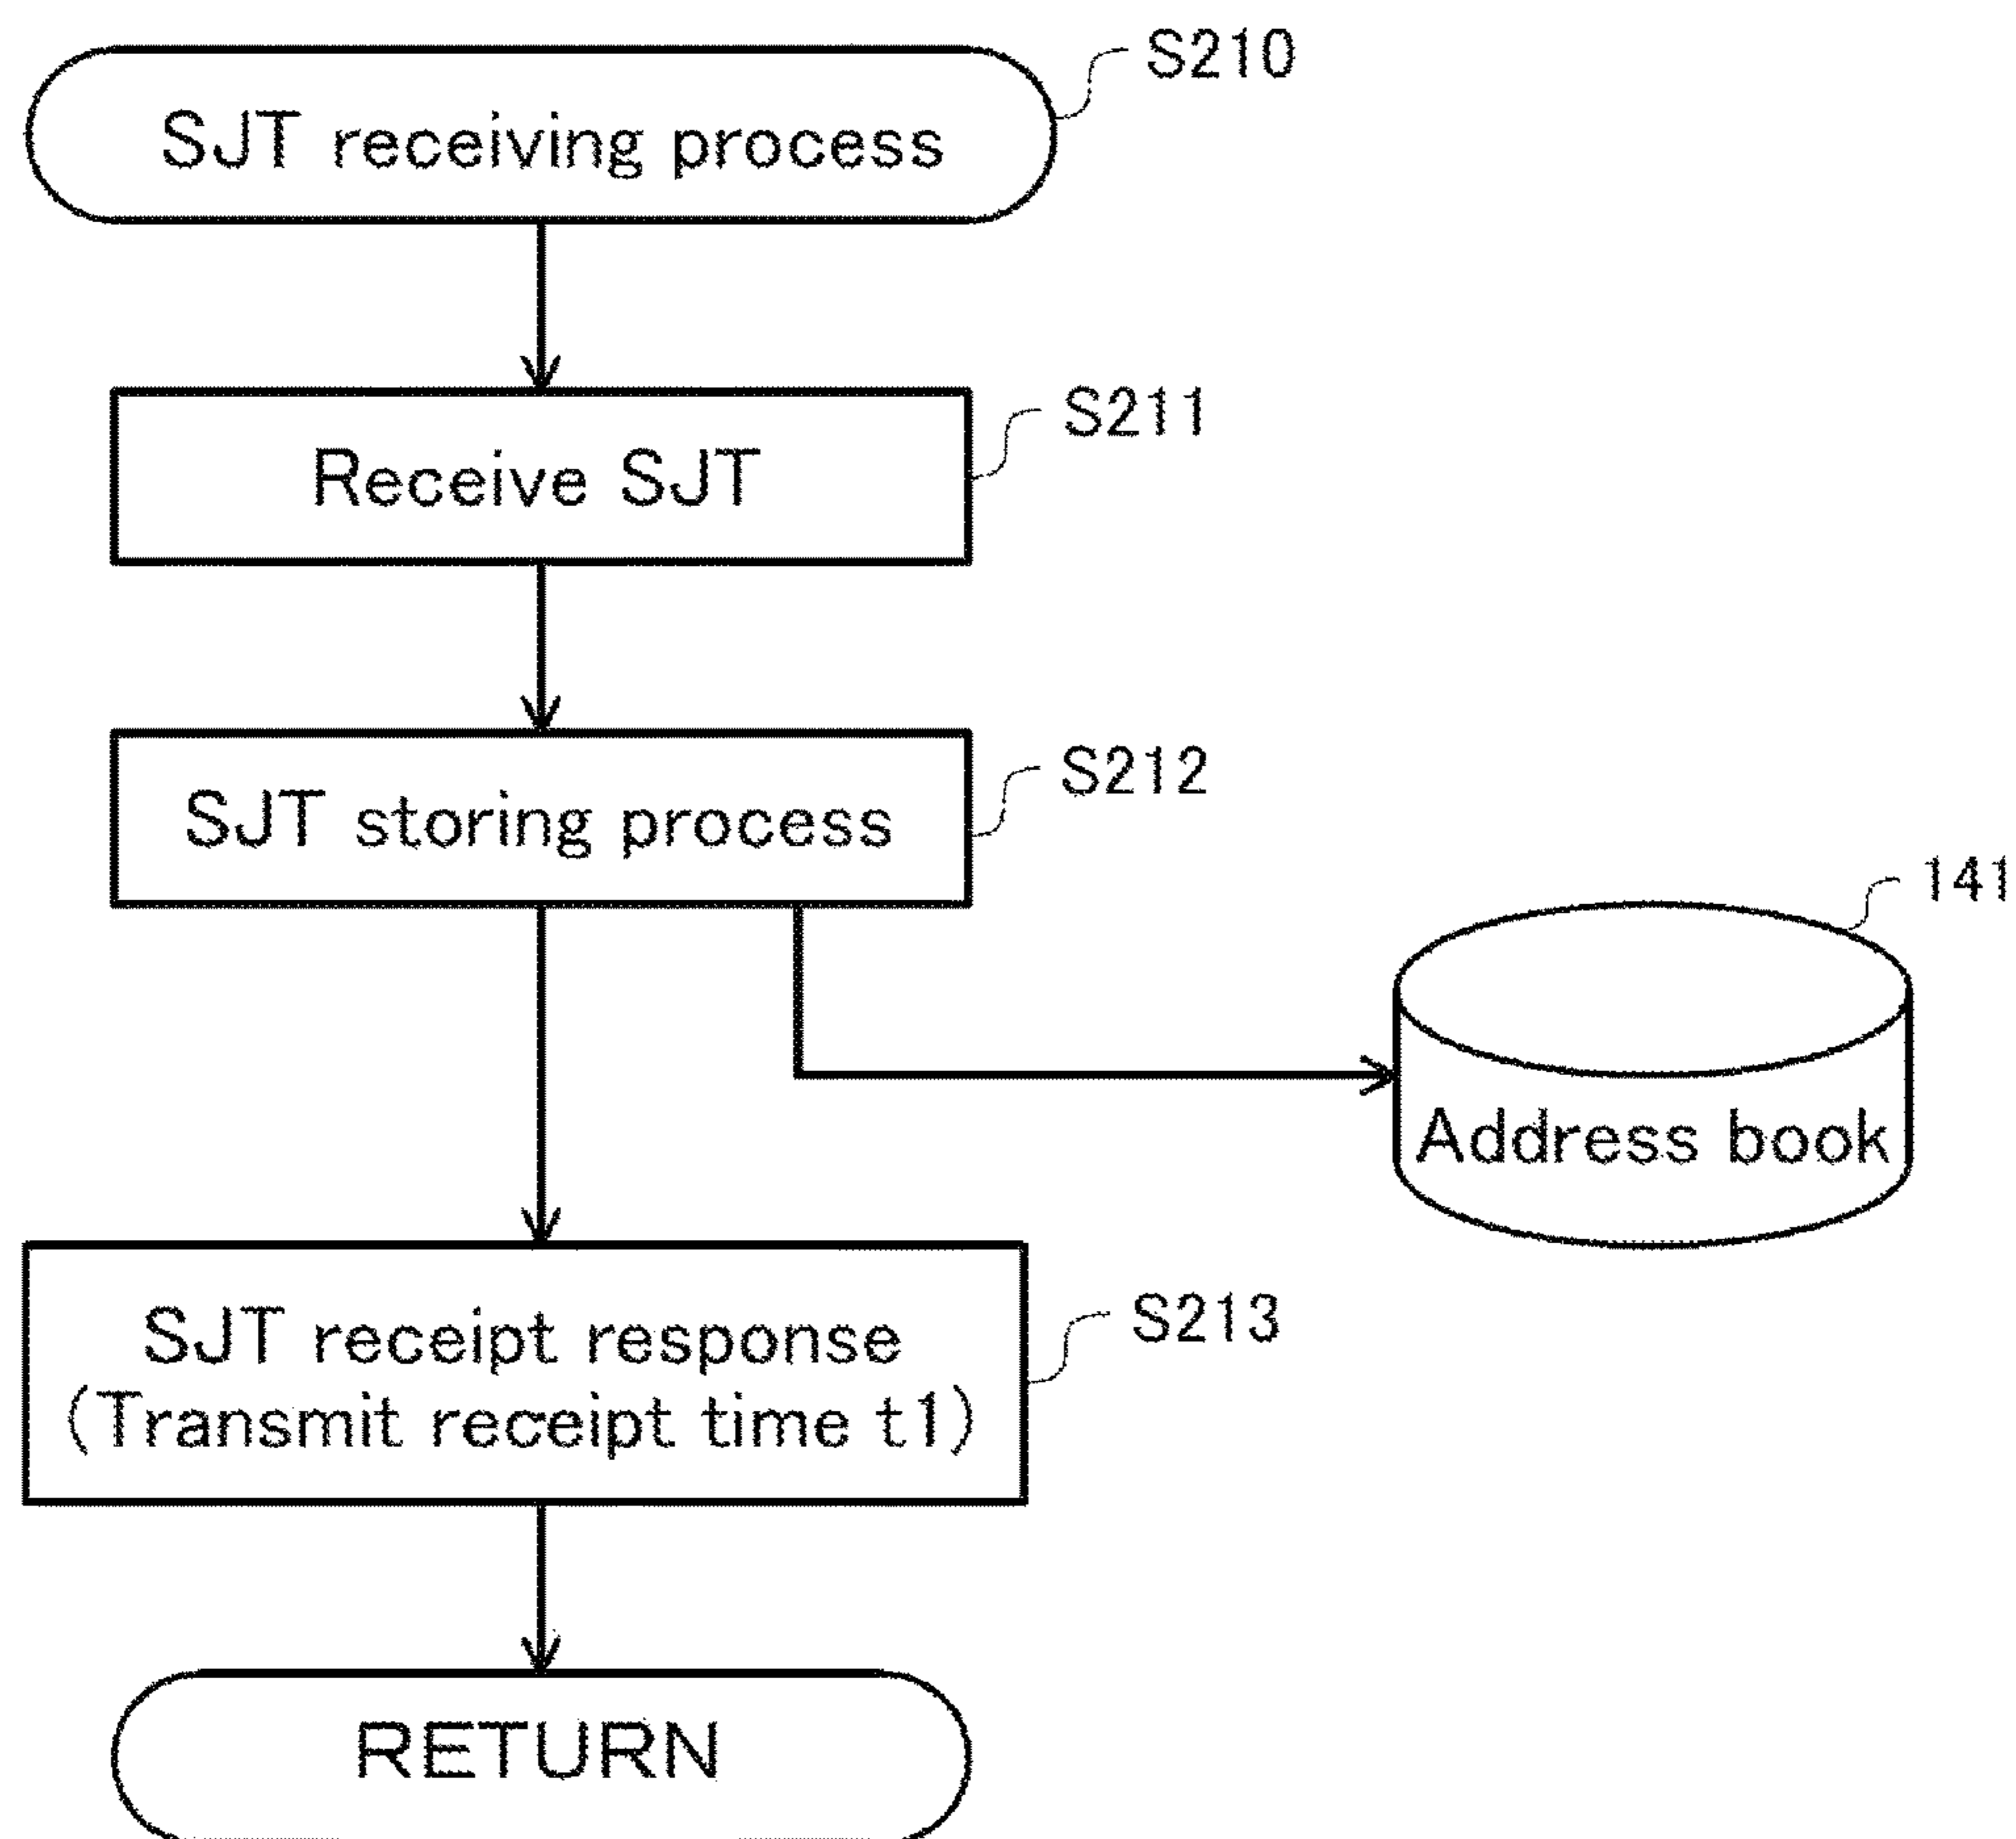 SJT receiving process
S210
Receive SJT
S211
SJT storing process
S212
141
Address book
SJT receipt response
(Transmit receipt time t1)
S213
RETURN